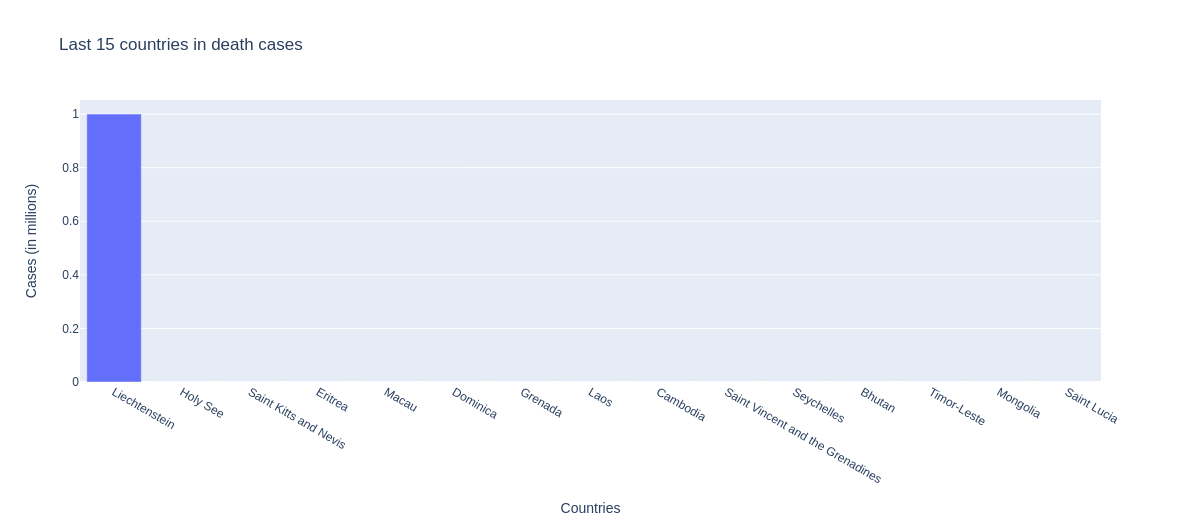 Last 15 countries in death cases
Cases (in millions)
1
0.8
0.6
0.4
0.2
0
Liechtenstein
Holy See
Saint Kitts and Nevis
Eritrea
Macau
Dominica
Grenada
Laos
Cambodia
Saint Vincent and the Grenadines
Seychelles
Bhutan
Timor-Leste
Mongolia
Saint Lucia
Countries